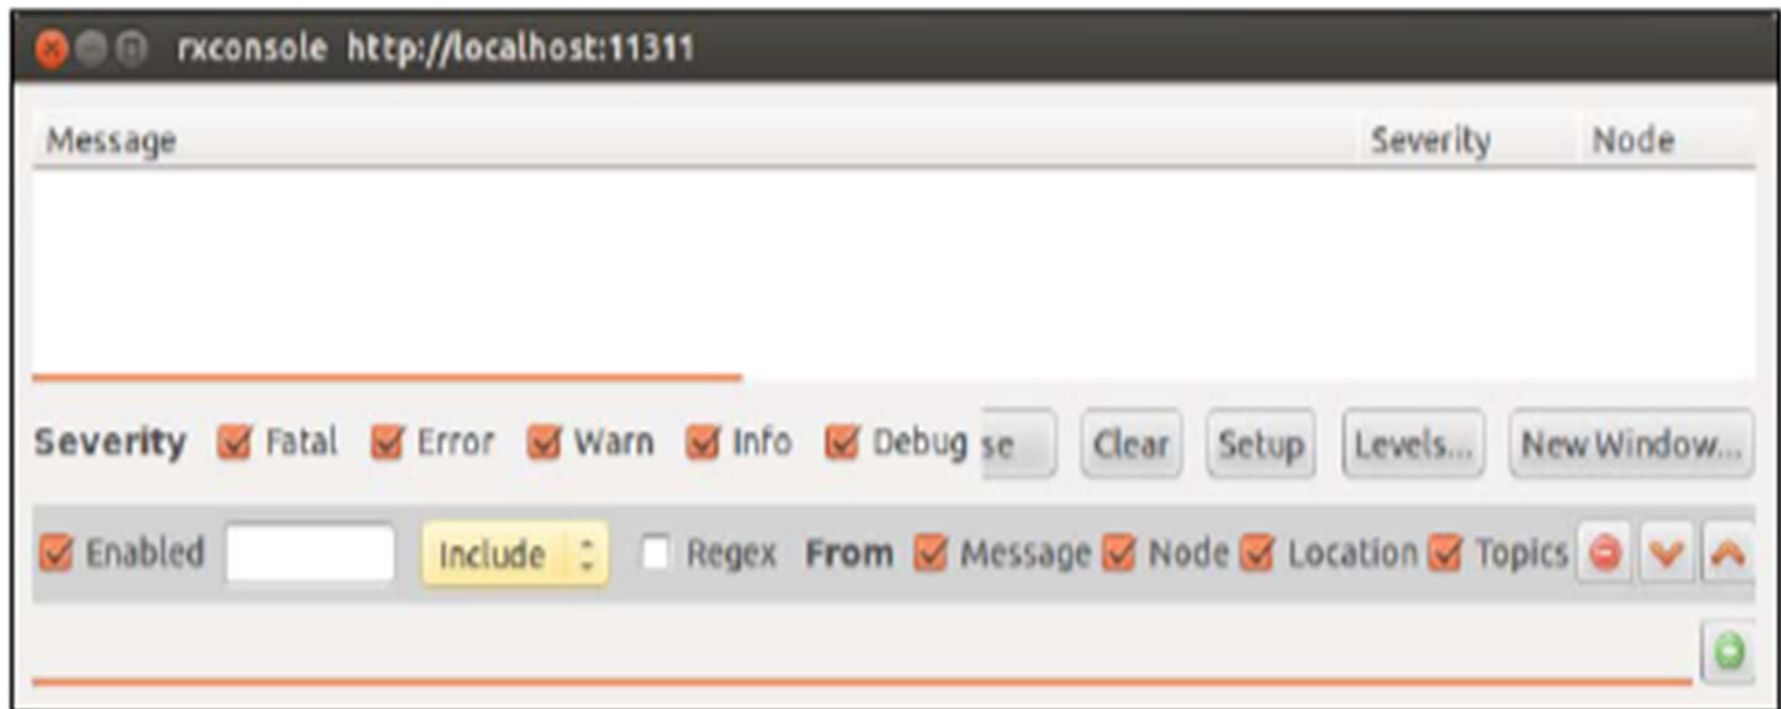 rxconsole http://localhost:11311
Message Severity Node
Severity Fatal Error Warn Info Debug se Clear Setup Levels... New Window...
Enabled Include Regex From Message Node Location Topics